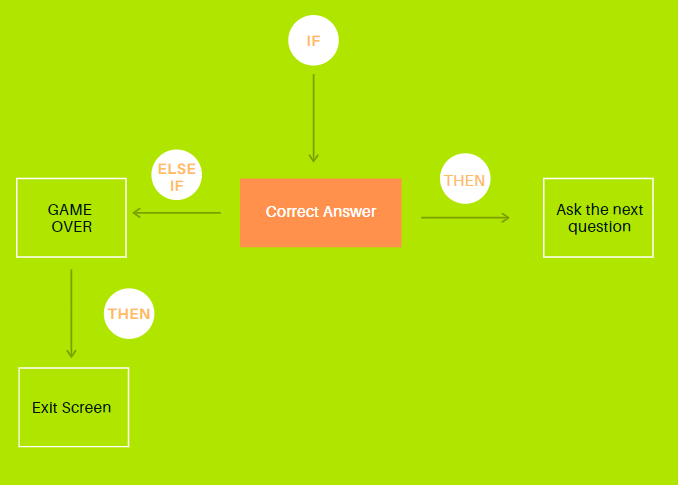 IF
ELSE
IF
THEN
GAME
OVER
Correct Answer
Ask the next
question
THEN
Exit Screen